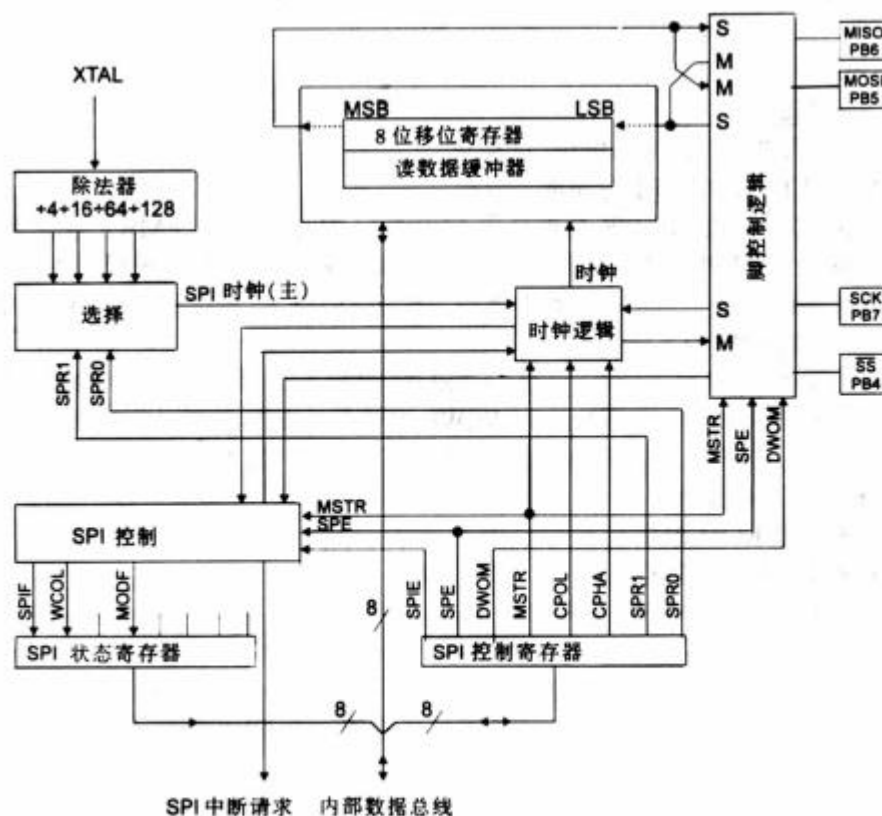 XTAL
除法器
÷4÷16÷64÷128
选择
SPI 时钟(主)
SPR1
SPR0
MSB
LSB
8 位移位寄存器
读数据缓冲器
时钟
时钟逻辑
S
M
M
S
S
M
脚控制逻辑
MISO
PB6
MOSI
PB5
SCK
PB7
SS
PB4
MSTR
SPE
DWOM
MSTR
SPE
SPI 控制
SPIF
WCOL
MODF
SPI 状态寄存器
8
SPIE
SPE
DWOM
MSTR
CPOL
CPHA
SPR1
SPR0
SPI 控制寄存器
8
8
SPI 中断请求
内部数据总线